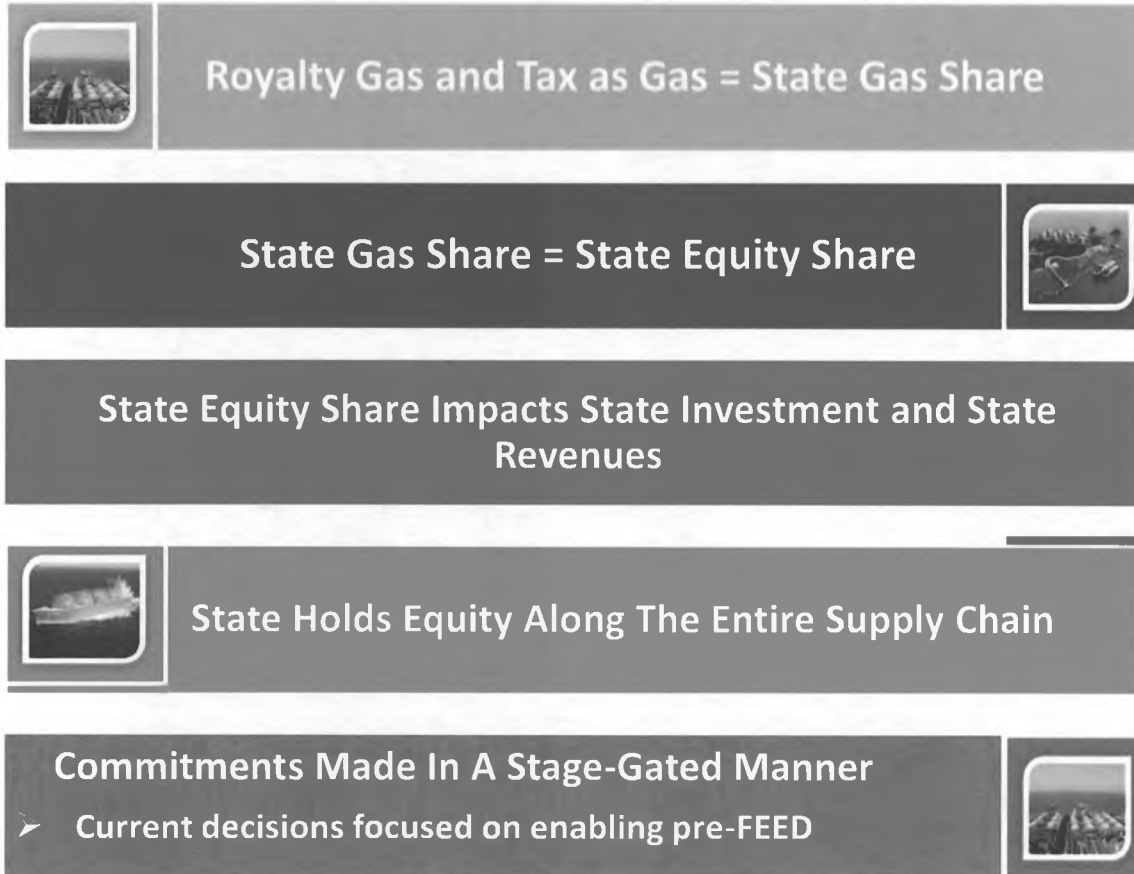 Royalty Gas and Tax as Gas = State Gas Share
State Gas Share = State Equity Share
State Equity Share Impacts State Investment and State
Revenues
State Holds Equity Along The Entire Supply Chain
Commitments Made In A Stage-Gated Manner
➢ Current decisions focused on enabling pre-FEED